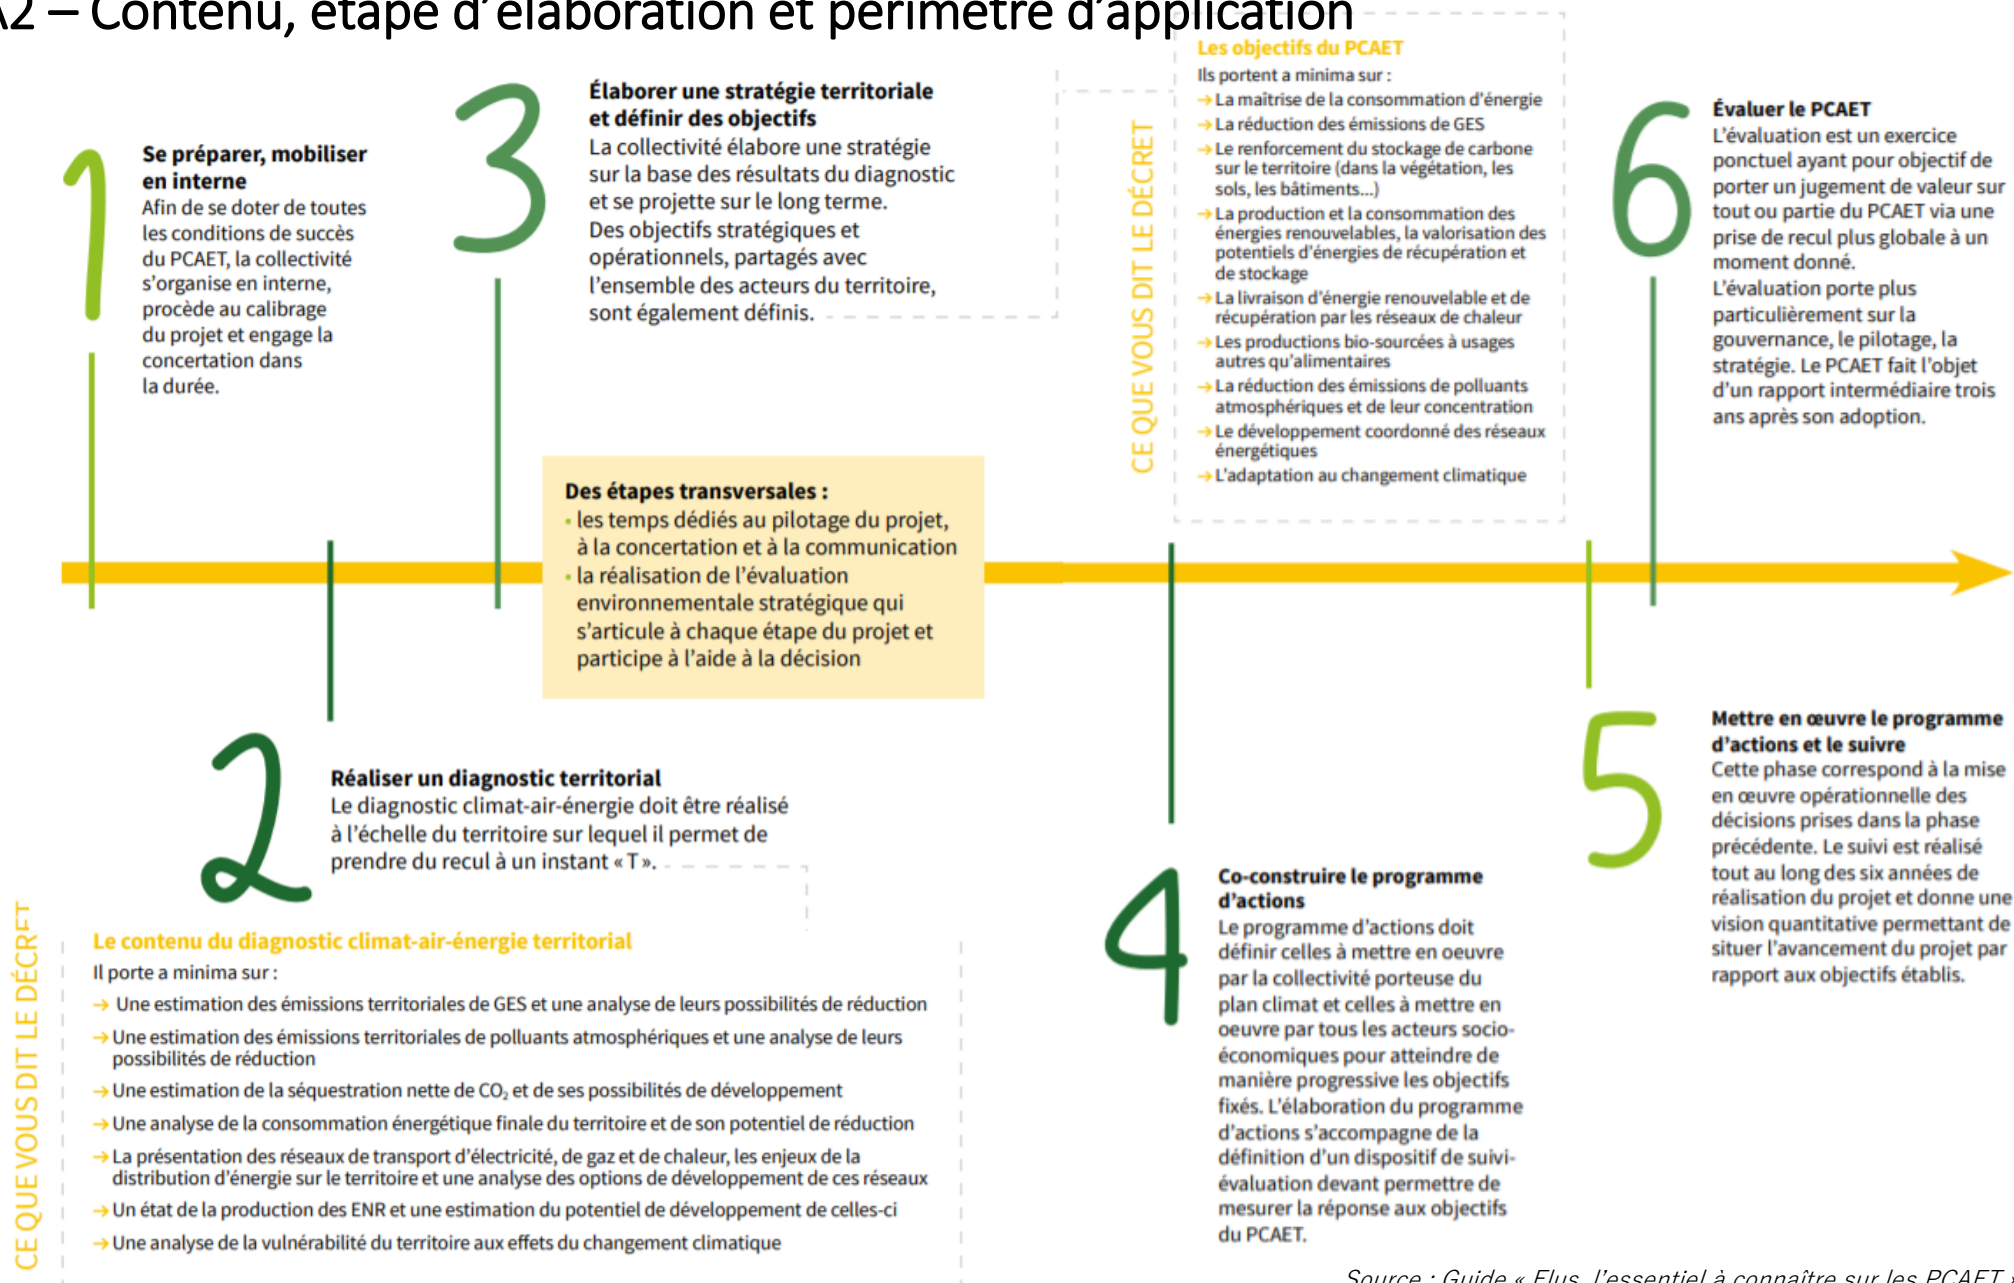 A2 – Contenu, étape d'élaboration et périmètre d'application
1
Se préparer, mobiliser
en interne
Afin de se doter de toutes
les conditions de succès
du PCAET, la collectivité
s'organise en interne,
procède au calibrage
du projet et engage la
concertation dans
la durée.
3
Élaborer une stratégie territoriale
et définir des objectifs
La collectivité élabore une stratégie
sur la base des résultats du diagnostic
et se projette sur le long terme.
Des objectifs stratégiques et
opérationnels, partagés avec
l'ensemble des acteurs du territoire,
sont également définis.
CE QUE VOUS DIT LE DÉCRET
Les objectifs du PCAET
Ils portent a minima sur :
→ La maîtrise de la consommation d'énergie
→ La réduction des émissions de GES
→ Le renforcement du stockage de carbone
sur le territoire (dans la végétation, les
sols, les bâtiments...)
→ La production et la consommation des
énergies renouvelables, la valorisation des
potentiels d'énergies de récupération et
de stockage
→ La livraison d'énergie renouvelable et de
récupération par les réseaux de chaleur
→ Les productions bio-sourcées à usages
autres qu'alimentaires
→ La réduction des émissions de polluants
atmosphériques et de leur concentration
→ Le développement coordonné des réseaux
énergétiques
→ L'adaptation au changement climatique
6
Évaluer le PCAET
L'évaluation est un exercice
ponctuel ayant pour objectif de
porter un jugement de valeur sur
tout ou partie du PCAET via une
prise de recul plus globale à un
moment donné.
L'évaluation porte plus
particulièrement sur la
gouvernance, le pilotage, la
stratégie. Le PCAET fait l'objet
d'un rapport intermédiaire trois
ans après son adoption.
Des étapes transversales :
• les temps dédiés au pilotage du projet,
à la concertation et à la communication
• la réalisation de l'évaluation
environnementale stratégique qui
s'articule à chaque étape du projet et
participe à l'aide à la décision
2
Réaliser un diagnostic territorial
Le diagnostic climat-air-énergie doit être réalisé
à l'échelle du territoire sur lequel il permet de
prendre du recul à un instant « T ».
CE QUE VOUS DIT LE DÉCRET
Le contenu du diagnostic climat-air-énergie territorial
Il porte a minima sur :
→ Une estimation des émissions territoriales de GES et une analyse de leurs possibilités de réduction
→ Une estimation des émissions territoriales de polluants atmosphériques et une analyse de leurs
possibilités de réduction
→ Une estimation de la séquestration nette de CO₂ et de ses possibilités de développement
→ Une analyse de la consommation énergétique finale du territoire et de son potentiel de réduction
→ La présentation des réseaux de transport d'électricité, de gaz et de chaleur, les enjeux de la
distribution d'énergie sur le territoire et une analyse des options de développement de ces réseaux
→ Un état de la production des ENR et une estimation du potentiel de développement de celles-ci
→ Une analyse de la vulnérabilité du territoire aux effets du changement climatique
4
Co-construire le programme
d'actions
Le programme d'actions doit
définir celles à mettre en oeuvre
par la collectivité porteuse du
plan climat et celles à mettre en
oeuvre par tous les acteurs socio-
économiques pour atteindre de
manière progressive les objectifs
fixés. L'élaboration du programme
d'actions s'accompagne de la
définition d'un dispositif de suivi-
évaluation devant permettre de
mesurer la réponse aux objectifs
du PCAET.
5
Mettre en œuvre le programme
d'actions et le suivre
Cette phase correspond à la mise
en œuvre opérationnelle des
décisions prises dans la phase
précédente. Le suivi est réalisé
tout au long des six années de
réalisation du projet et donne une
vision quantitative permettant de
situer l'avancement du projet par
rapport aux objectifs établis.
Source : Guide « Elus, l'essentiel à connaître sur les PCAET »